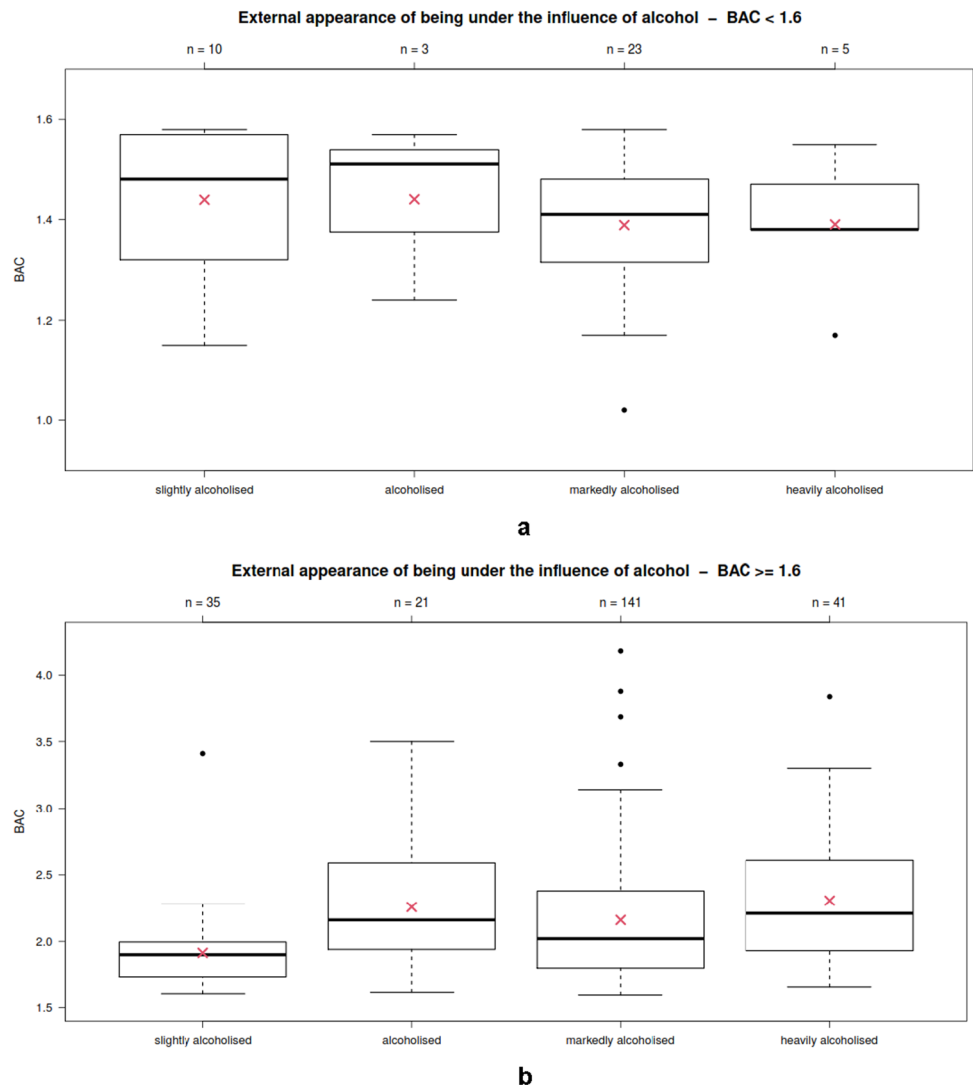 External appearance of being under the influence of alcohol – BAC < 1.6
n = 10 n = 3 n = 23 n = 5
1.6
1.4
1.2
1.0
BAC
slightly alcoholised alcoholised markedly alcoholised heavily alcoholised
a
External appearance of being under the influence of alcohol – BAC >= 1.6
n = 35 n = 21 n = 141 n = 41
4.0
3.5
3.0
2.5
2.0
1.5
BAC
slightly alcoholised alcoholised markedly alcoholised heavily alcoholised
b